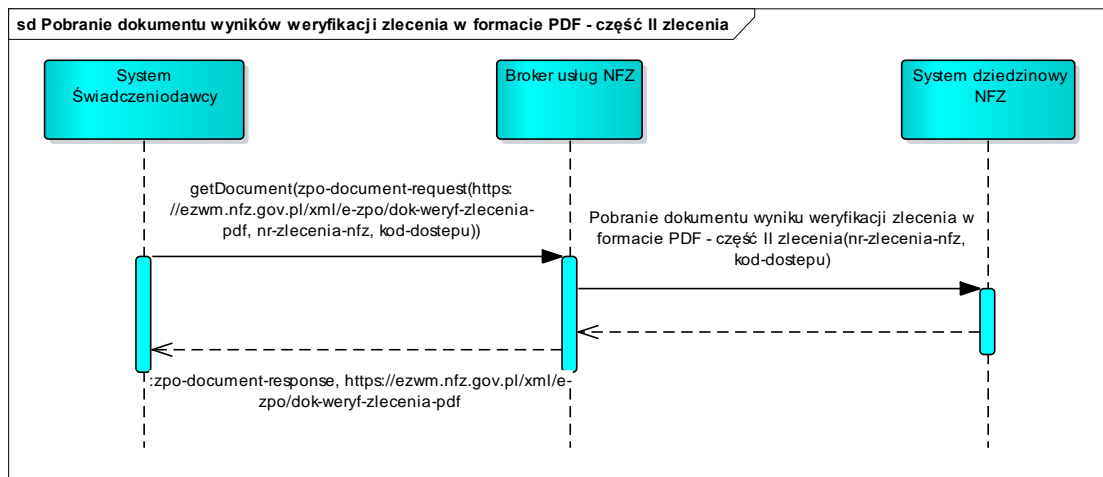 sd Pobranie dokumentu wyników weryfikacji zlecenia w formacie PDF - część II zlecenia
System
Świadczeniodawcy
Broker usług NFZ
System dziedzinowy
NFZ
getDocument(zpo-document-request(https:
//ezwm.nfz.gov.pl/xml/e-zpo/dok-weryf-zlecenia-
pdf, nr-zlecenia-nfz, kod-dostepu))
Pobranie dokumentu wyniku weryfikacji zlecenia w
formacie PDF - część II zlecenia(nr-zlecenia-nfz,
kod-dostepu)
:zpo-document-response, https://ezwm.nfz.gov.pl/xml/e-
zpo/dok-weryf-zlecenia-pdf